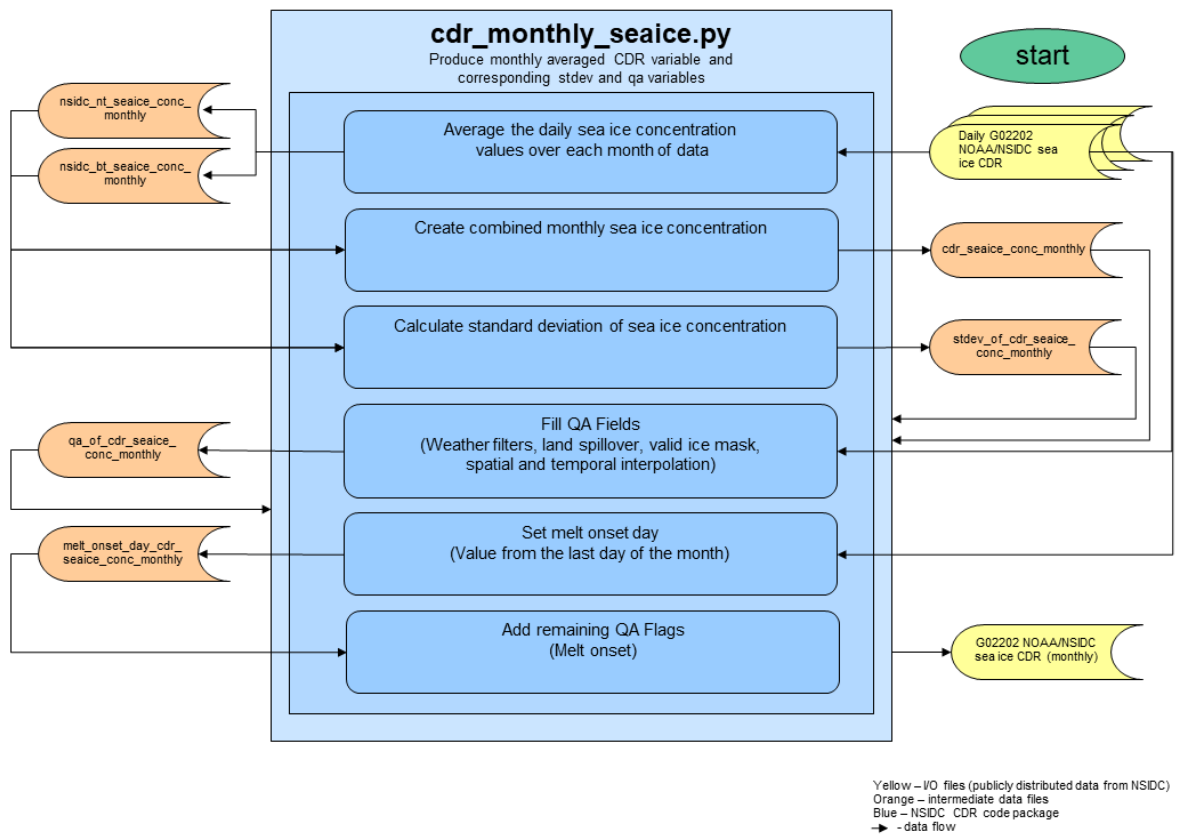 cdr_monthly_seaice.py
Produce monthly averaged CDR variable and
corresponding stdev and qa variables
start
nsidc_nt_seaice_conc_
monthly
nsidc_bt_seaice_conc_
monthly
Average the daily sea ice concentration
values over each month of data
Daily G02202
NOAA/NSIDC sea
ice CDR
Create combined monthly sea ice concentration
cdr_seaice_conc_monthly
Calculate standard deviation of sea ice concentration
stdev_of_cdr_seaice_
conc_monthly
qa_of_cdr_seaice_
conc_monthly
Fill QA Fields
(Weather filters, land spillover, valid ice mask,
spatial and temporal interpolation)
melt_onset_day_cdr_
seaice_conc_monthly
Set melt onset day
(Value from the last day of the month)
Add remaining QA Flags
(Melt onset)
G02202 NOAA/NSIDC
sea ice CDR (monthly)
Yellow – I/O files (publicly distributed data from NSIDC)
Orange – intermediate data files
Blue – NSIDC CDR code package
- data flow